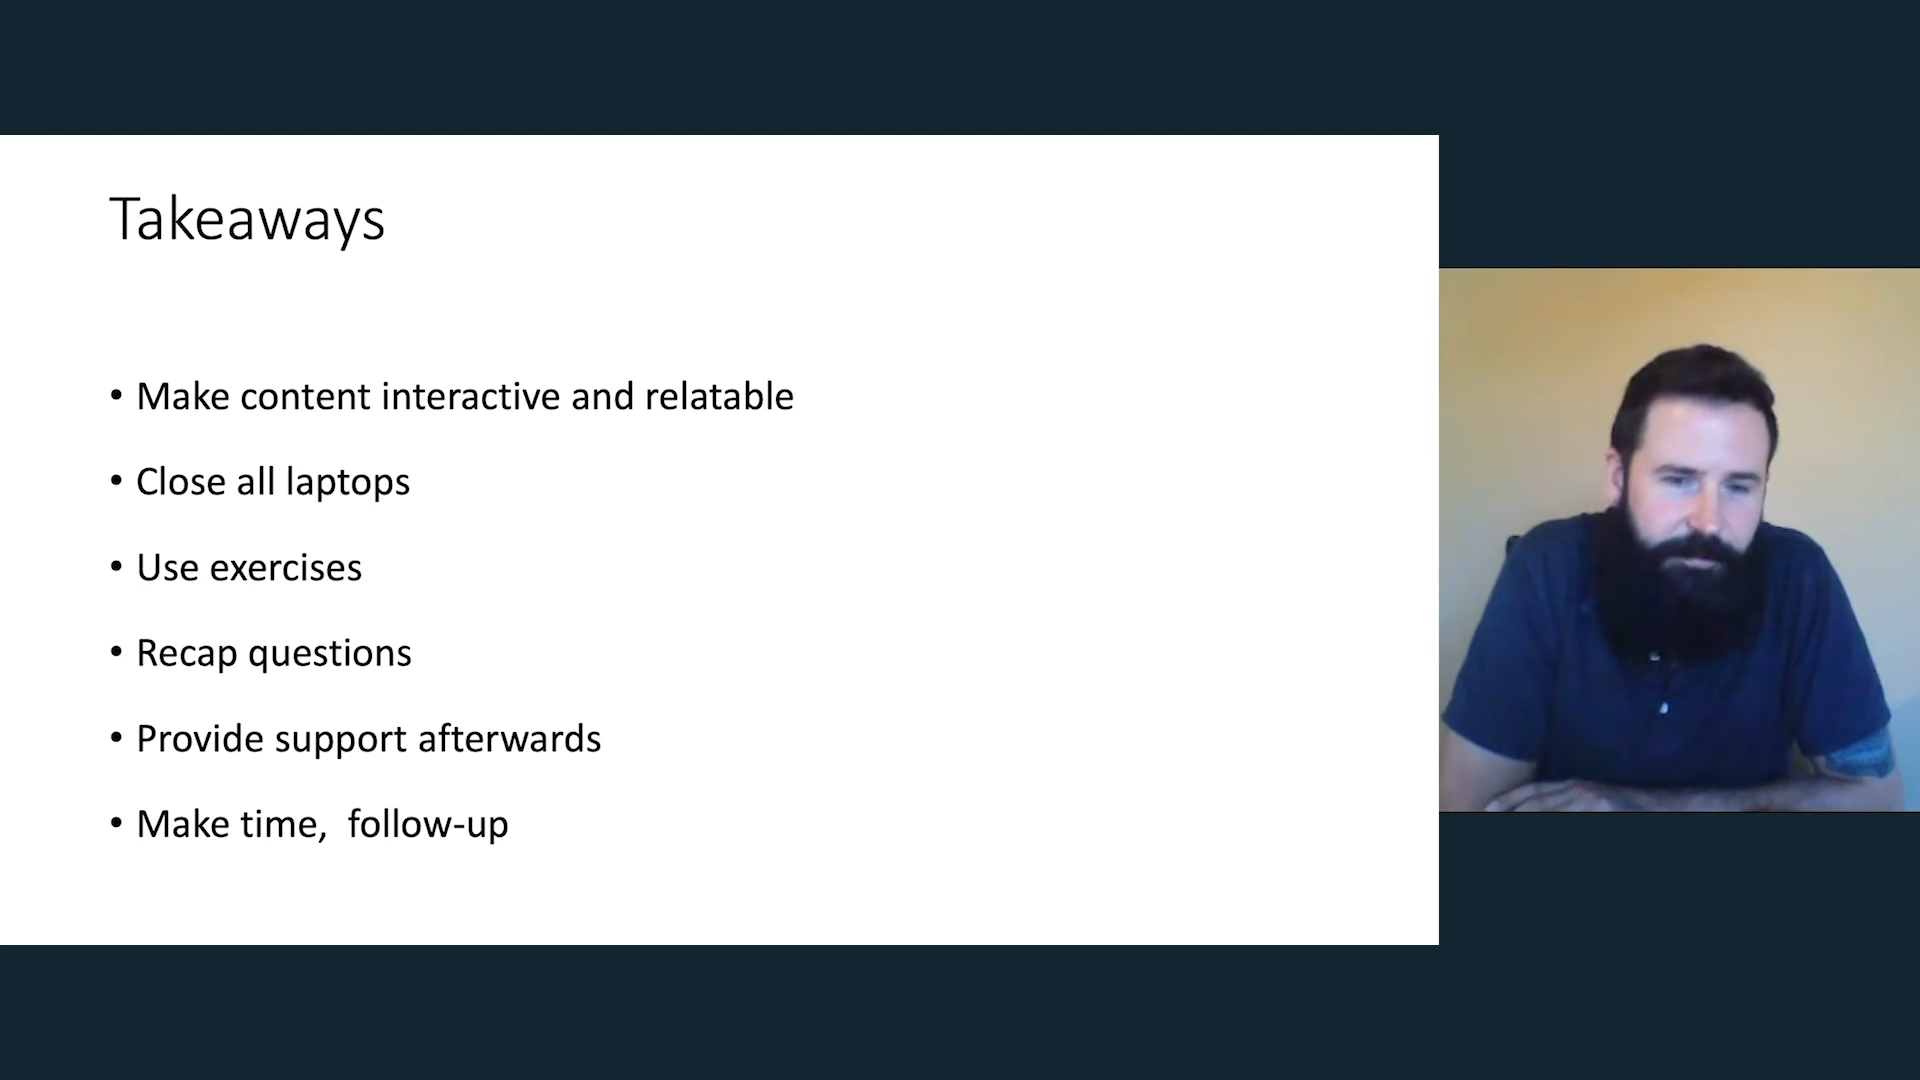 Takeaways
• Make content interactive and relatable
• Close all laptops
• Use exercises
• Recap questions
• Provide support afterwards
• Make time,  follow-up